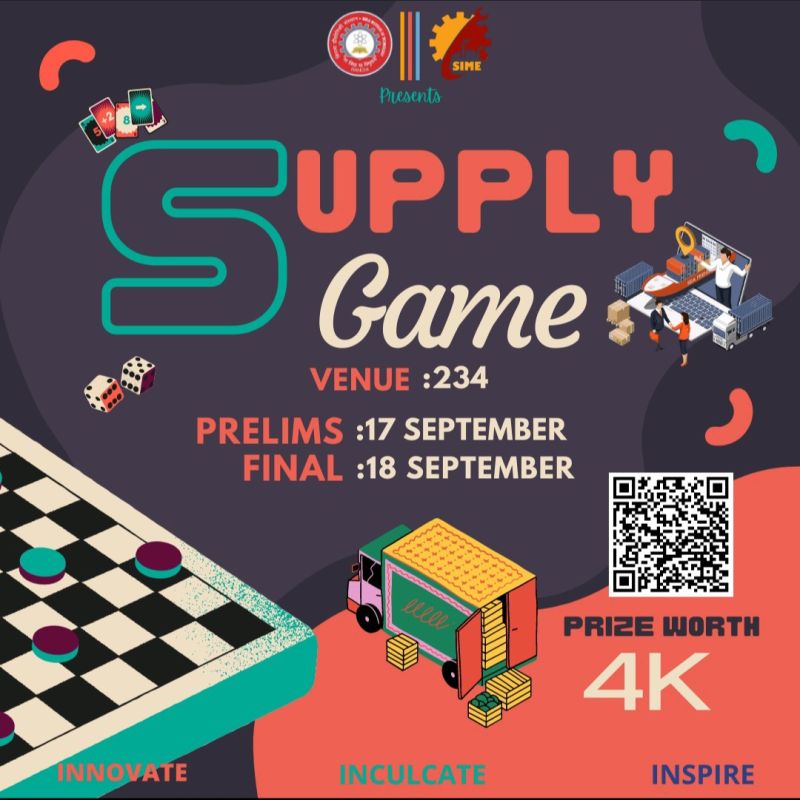 SIME
Presents
SUPPLY
Game
VENUE :234
PRELIMS :17 SEPTEMBER
FINAL :18 SEPTEMBER
PRIZE WORTH
4K
INNOVATE INCULCATE INSPIRE